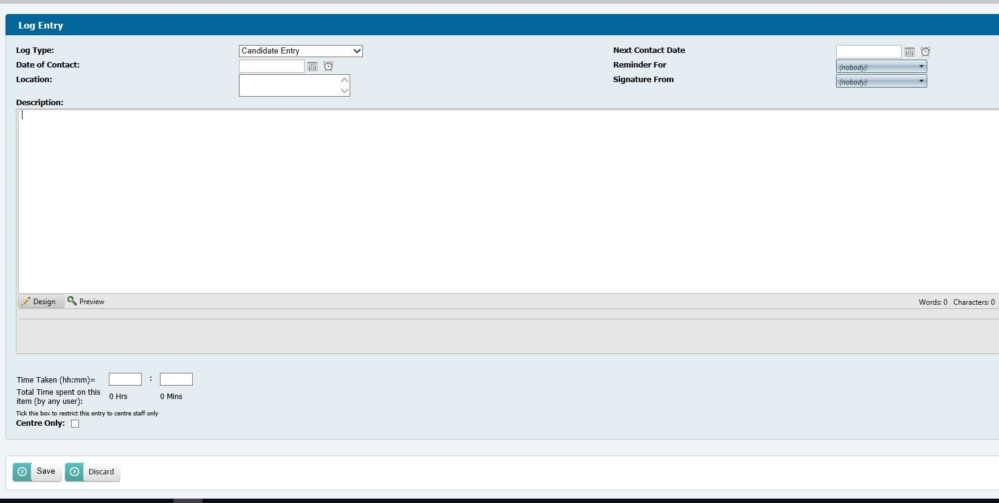 Log Entry
Log Type: Candidate Entry Next Contact Date
Date of Contact: Reminder For (nobody)
Location: Signature From (nobody)
Description:
Design Preview Words: 0 Characters: 0
Time Taken (hh:mm)= :
Total Time spent on this
item (by any user): 0 Hrs 0 Mins
Tick this box to restrict this entry to centre staff only
Centre Only:
Save Discard